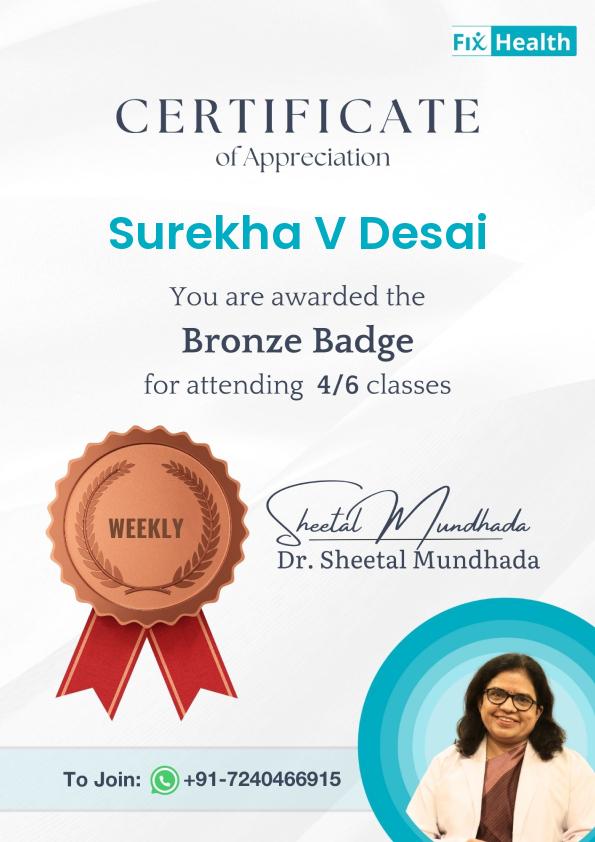 Fix Health
CERTIFICATE
of Appreciation
Surekha V Desai
You are awarded the
Bronze Badge
for attending 4/6 classes
WEEKLY
Sheetal Mundhada
Dr. Sheetal Mundhada
To Join: +91-7240466915